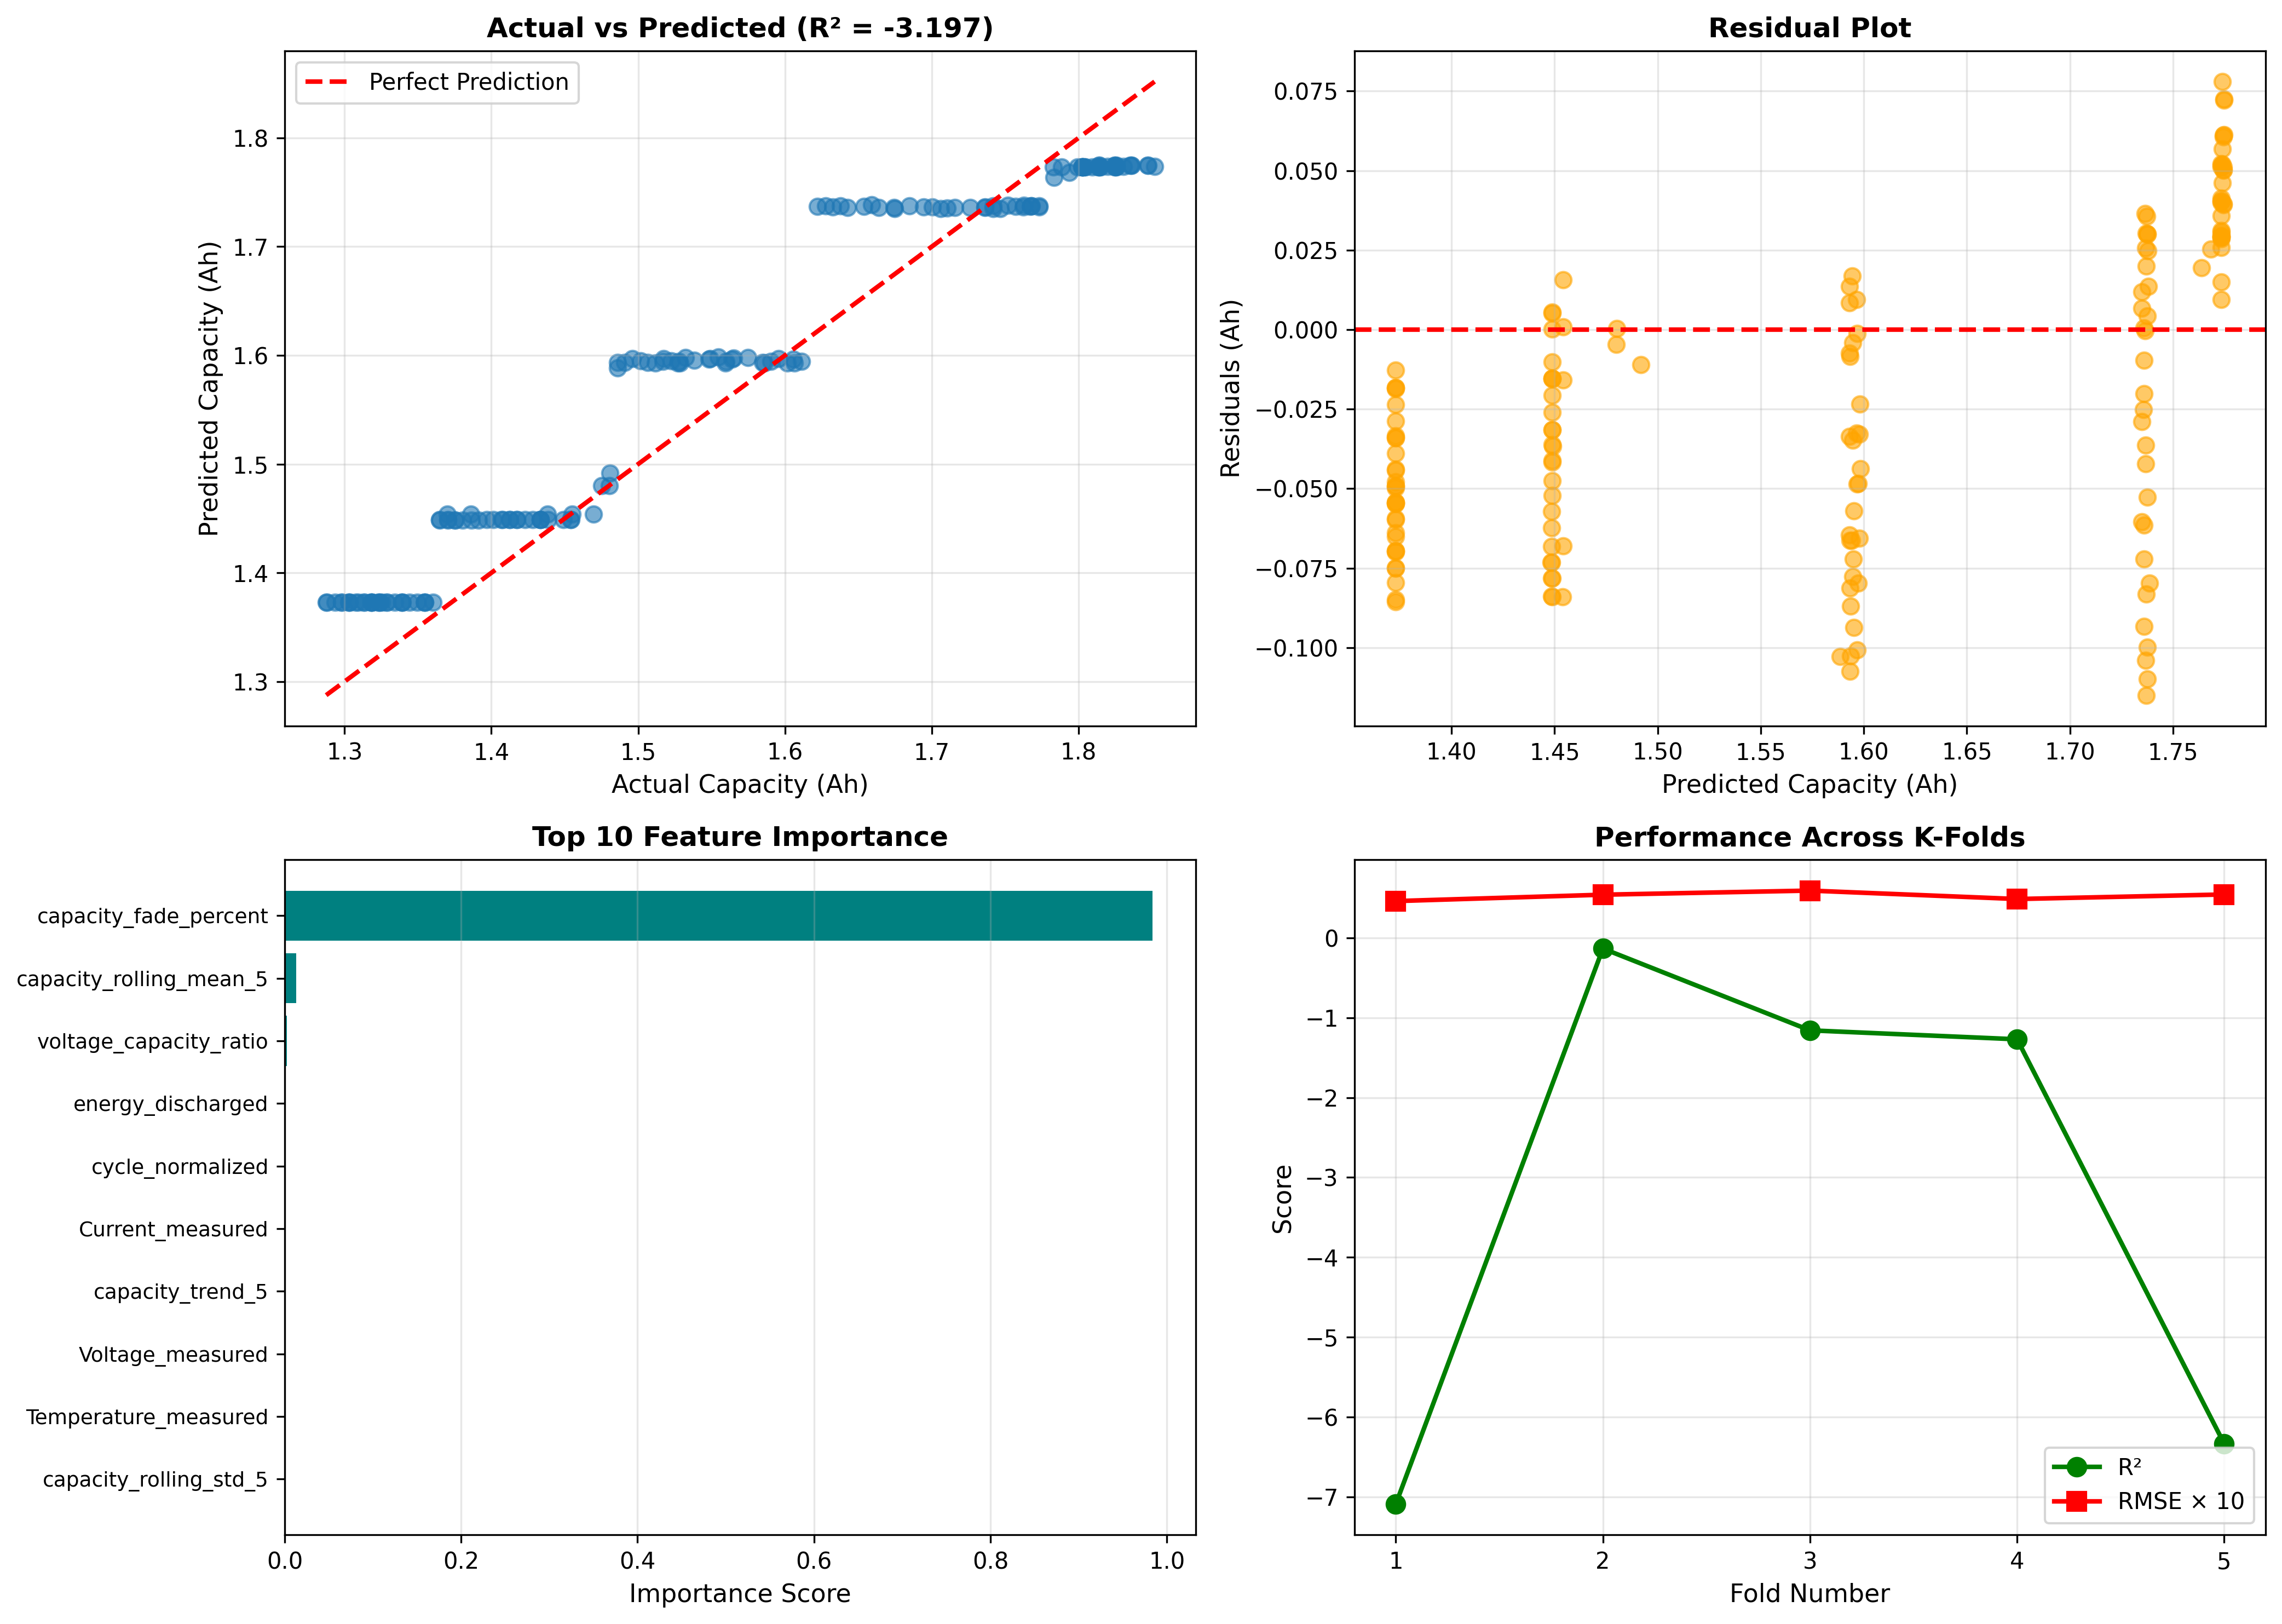 Actual vs Predicted (R² = -3.197)
Perfect Prediction
1.8
1.7
1.6
1.5
1.4
1.3
Predicted Capacity (Ah)
1.3 1.4 1.5 1.6 1.7 1.8
Actual Capacity (Ah)
Residual Plot
0.075
0.050
0.025
0.000
−0.025
−0.050
−0.075
−0.100
Residuals (Ah)
1.40 1.45 1.50 1.55 1.60 1.65 1.70 1.75
Predicted Capacity (Ah)
Top 10 Feature Importance
capacity_fade_percent
capacity_rolling_mean_5
voltage_capacity_ratio
energy_discharged
cycle_normalized
Current_measured
capacity_trend_5
Voltage_measured
Temperature_measured
capacity_rolling_std_5
0.0 0.2 0.4 0.6 0.8 1.0
Importance Score
Performance Across K-Folds
0
−1
−2
−3
−4
−5
−6
−7
Score
R²
RMSE × 10
1 2 3 4 5
Fold Number